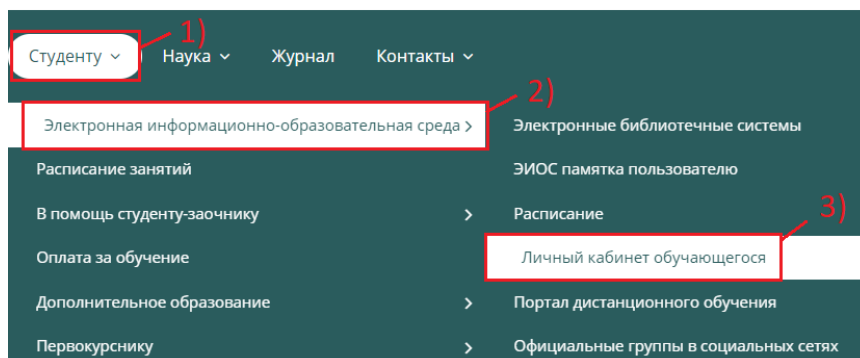 1)
Студенту Наука Журнал Контакты
2)
Электронная информационно-образовательная среда
Расписание занятий
В помощь студенту-заочнику
Оплата за обучение
Дополнительное образование
Первокурснику
Электронные библиотечные системы
ЭИОС памятка пользователю
Расписание
3)
Личный кабинет обучающегося
Портал дистанционного обучения
Официальные группы в социальных сетях